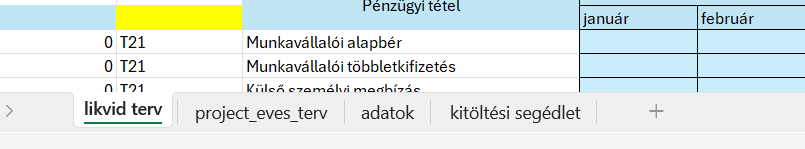 Pénzügyi tétel
január február
0 T21 Munkavállalói alapbér
0 T21 Munkavállalói többletkifizetés
0 T21 Külső személyi megbízás
likvid terv project_eves_terv adatok kitöltési segédlet